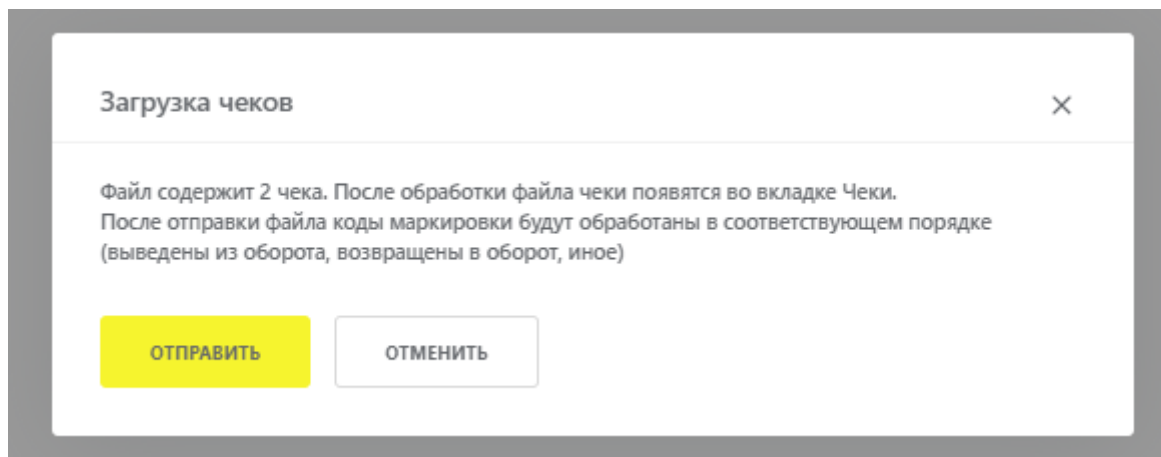 Загрузка чеков
Файл содержит 2 чека. После обработки файла чеки появятся во вкладке Чеки.
После отправки файла коды маркировки будут обработаны в соответствующем порядке
(выведены из оборота, возвращены в оборот, иное)
ОТПРАВИТЬ
ОТМЕНИТЬ